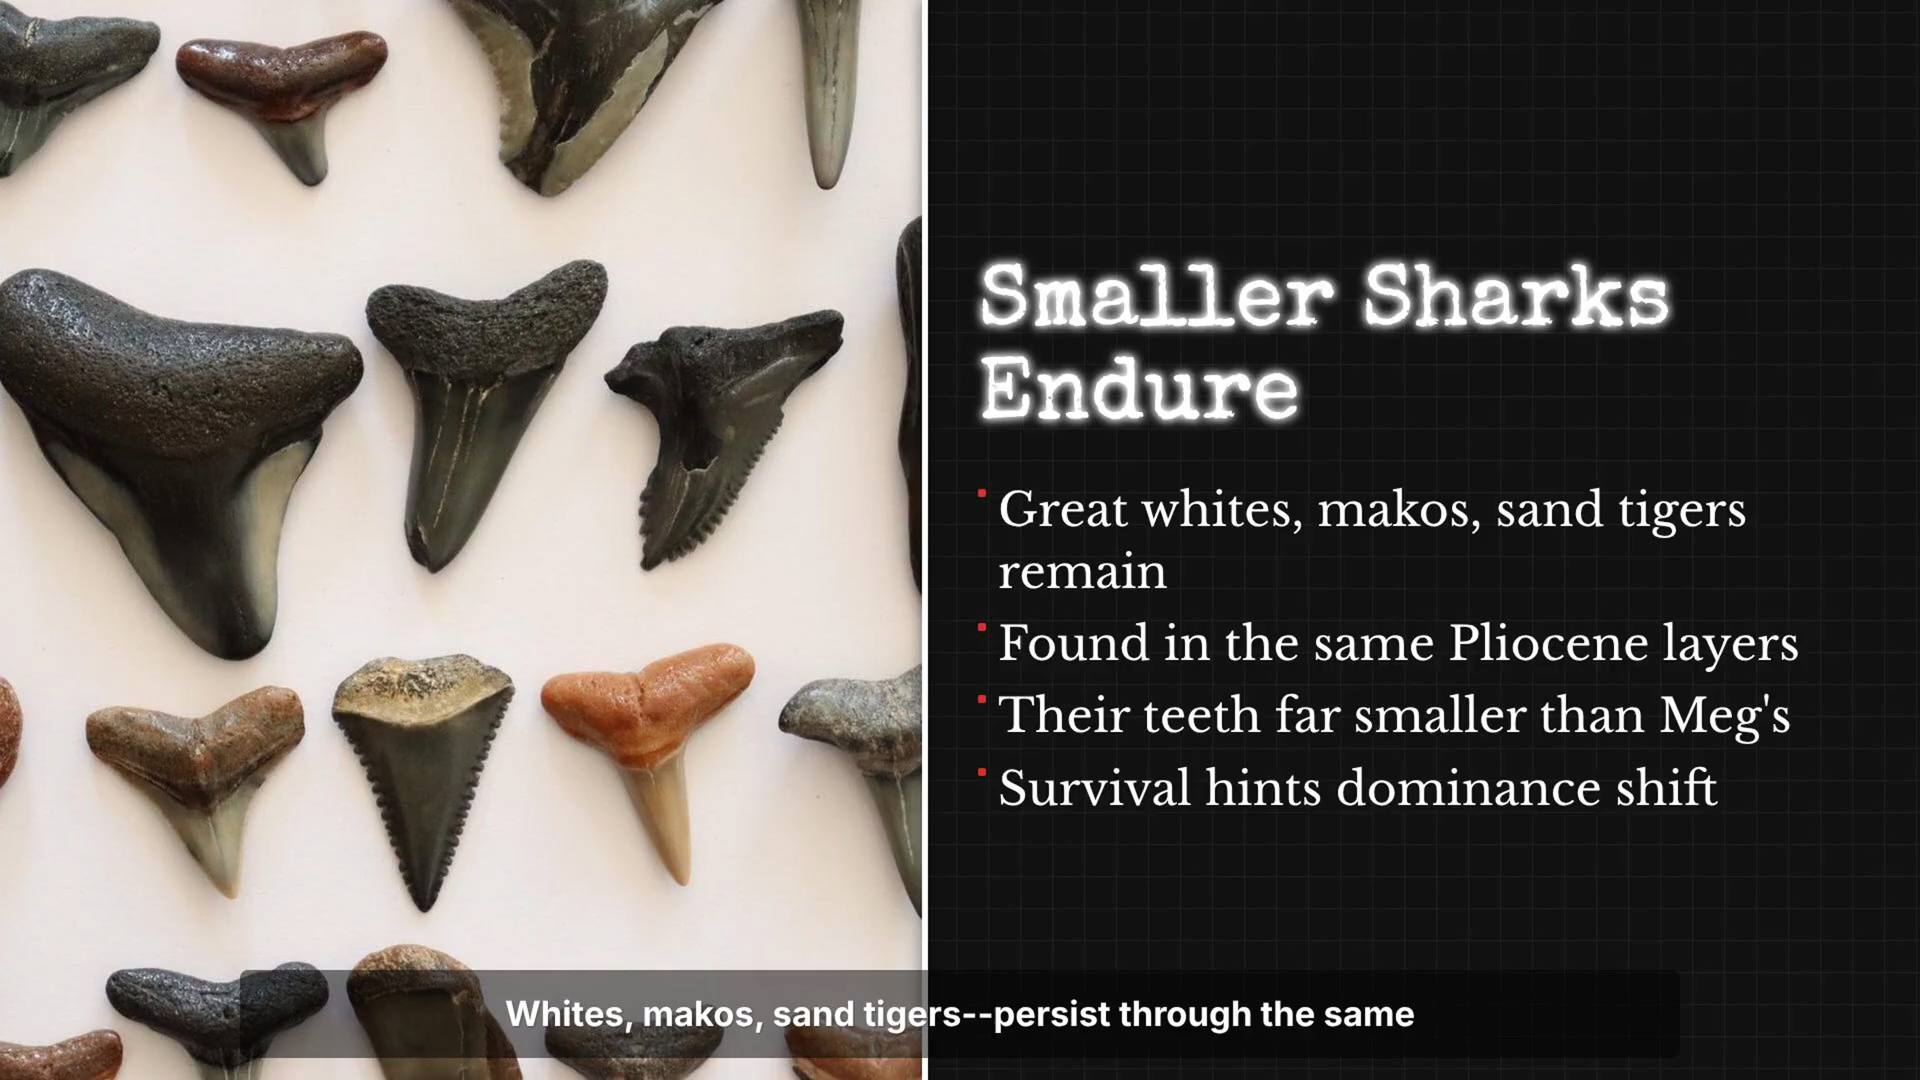 Smaller Sharks
Endure
Great whites, makos, sand tigers
remain
Found in the same Pliocene layers
Their teeth far smaller than Meg's
Survival hints dominance shift
Whites, makos, sand tigers--persist through the same